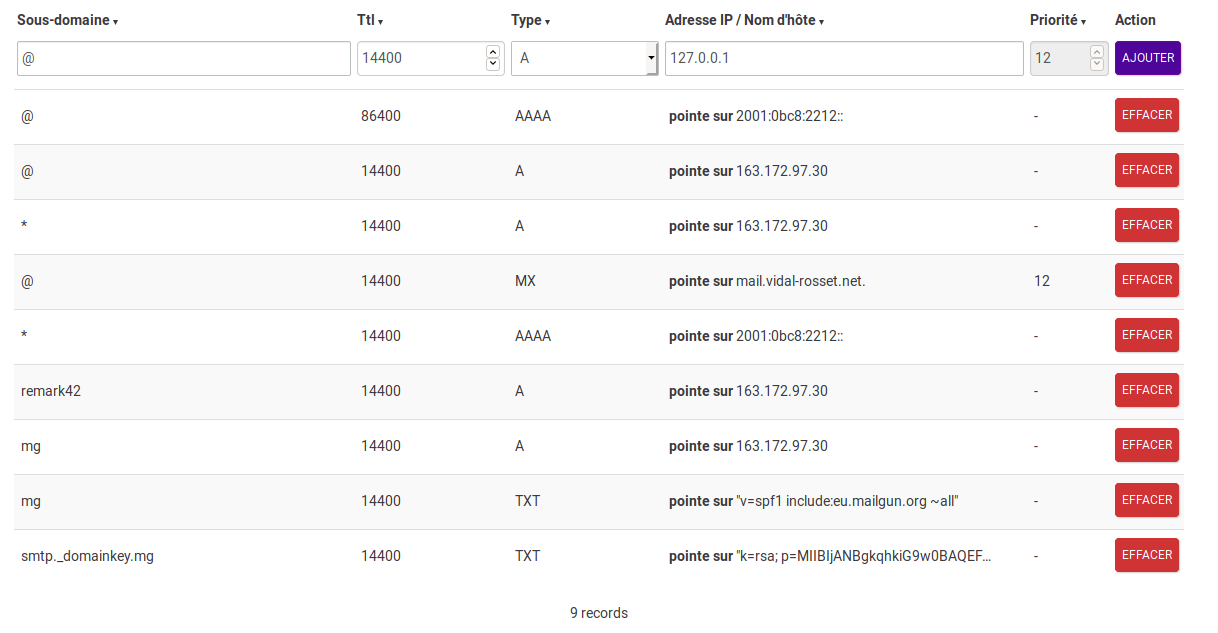 Sous-domaine ▾ Ttl ▾ Type ▾ Adresse IP / Nom d'hôte ▾ Priorité ▾ Action
@ 14400 A 127.0.0.1 12 AJOUTER
@ 86400 AAAA pointe sur 2001:0bc8:2212:: - EFFACER
@ 14400 A pointe sur 163.172.97.30 - EFFACER
* 14400 A pointe sur 163.172.97.30 - EFFACER
@ 14400 MX pointe sur mail.vidal-rosset.net. 12 EFFACER
* 14400 AAAA pointe sur 2001:0bc8:2212:: - EFFACER
remark42 14400 A pointe sur 163.172.97.30 - EFFACER
mg 14400 A pointe sur 163.172.97.30 - EFFACER
mg 14400 TXT pointe sur "v=spf1 include:eu.mailgun.org ~all" - EFFACER
smtp._domainkey.mg 14400 TXT pointe sur "k=rsa; p=MIIBIjANBgkqhkiG9w0BAQEF... - EFFACER
9 records